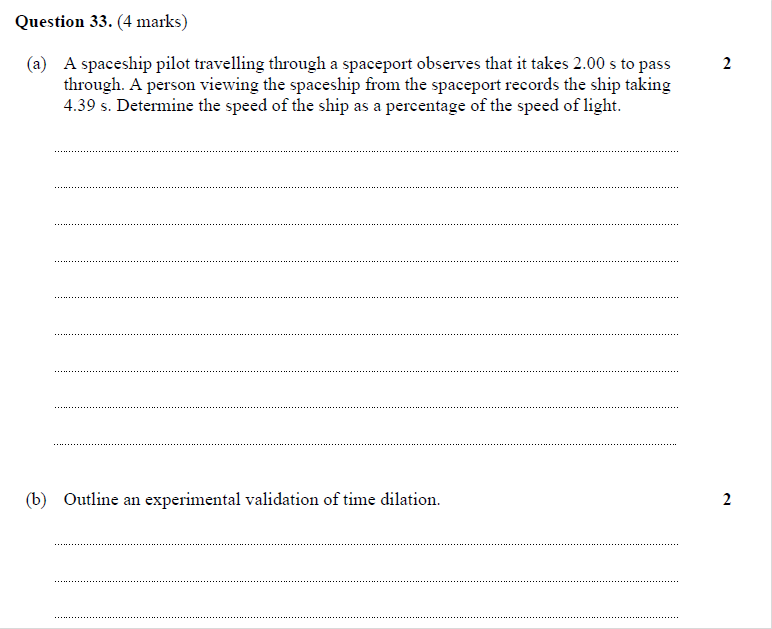 Question 33. (4 marks)
(a) A spaceship pilot travelling through a spaceport observes that it takes 2.00 s to pass 2
through. A person viewing the spaceship from the spaceport records the ship taking
4.39 s. Determine the speed of the ship as a percentage of the speed of light.
(b) Outline an experimental validation of time dilation. 2